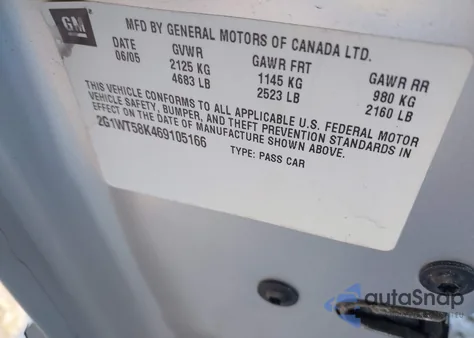 GM
MFD BY GENERAL MOTORS OF CANADA LTD.
DATE GVWR GAWR FRT GAWR RR
06/05 2125 KG 1145 KG 980 KG
4683 LB 2523 LB 2160 LB
THIS VEHICLE CONFORMS TO ALL APPLICABLE U.S. FEDERAL MOTOR
VEHICLE SAFETY, BUMPER, AND THEFT PREVENTION STANDARDS IN
EFFECT ON THE DATE OF MANUFACTURE SHOWN ABOVE.
2G1WT58K469105166
TYPE: PASS CAR
autaSnap